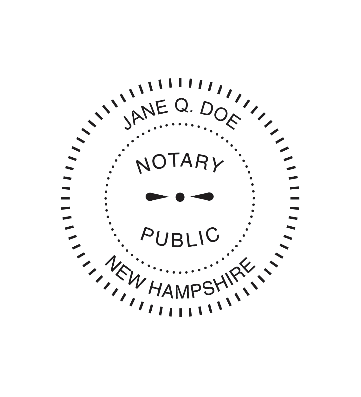 JANE Q. DOE
NOTARY
PUBLIC
NEW HAMPSHIRE